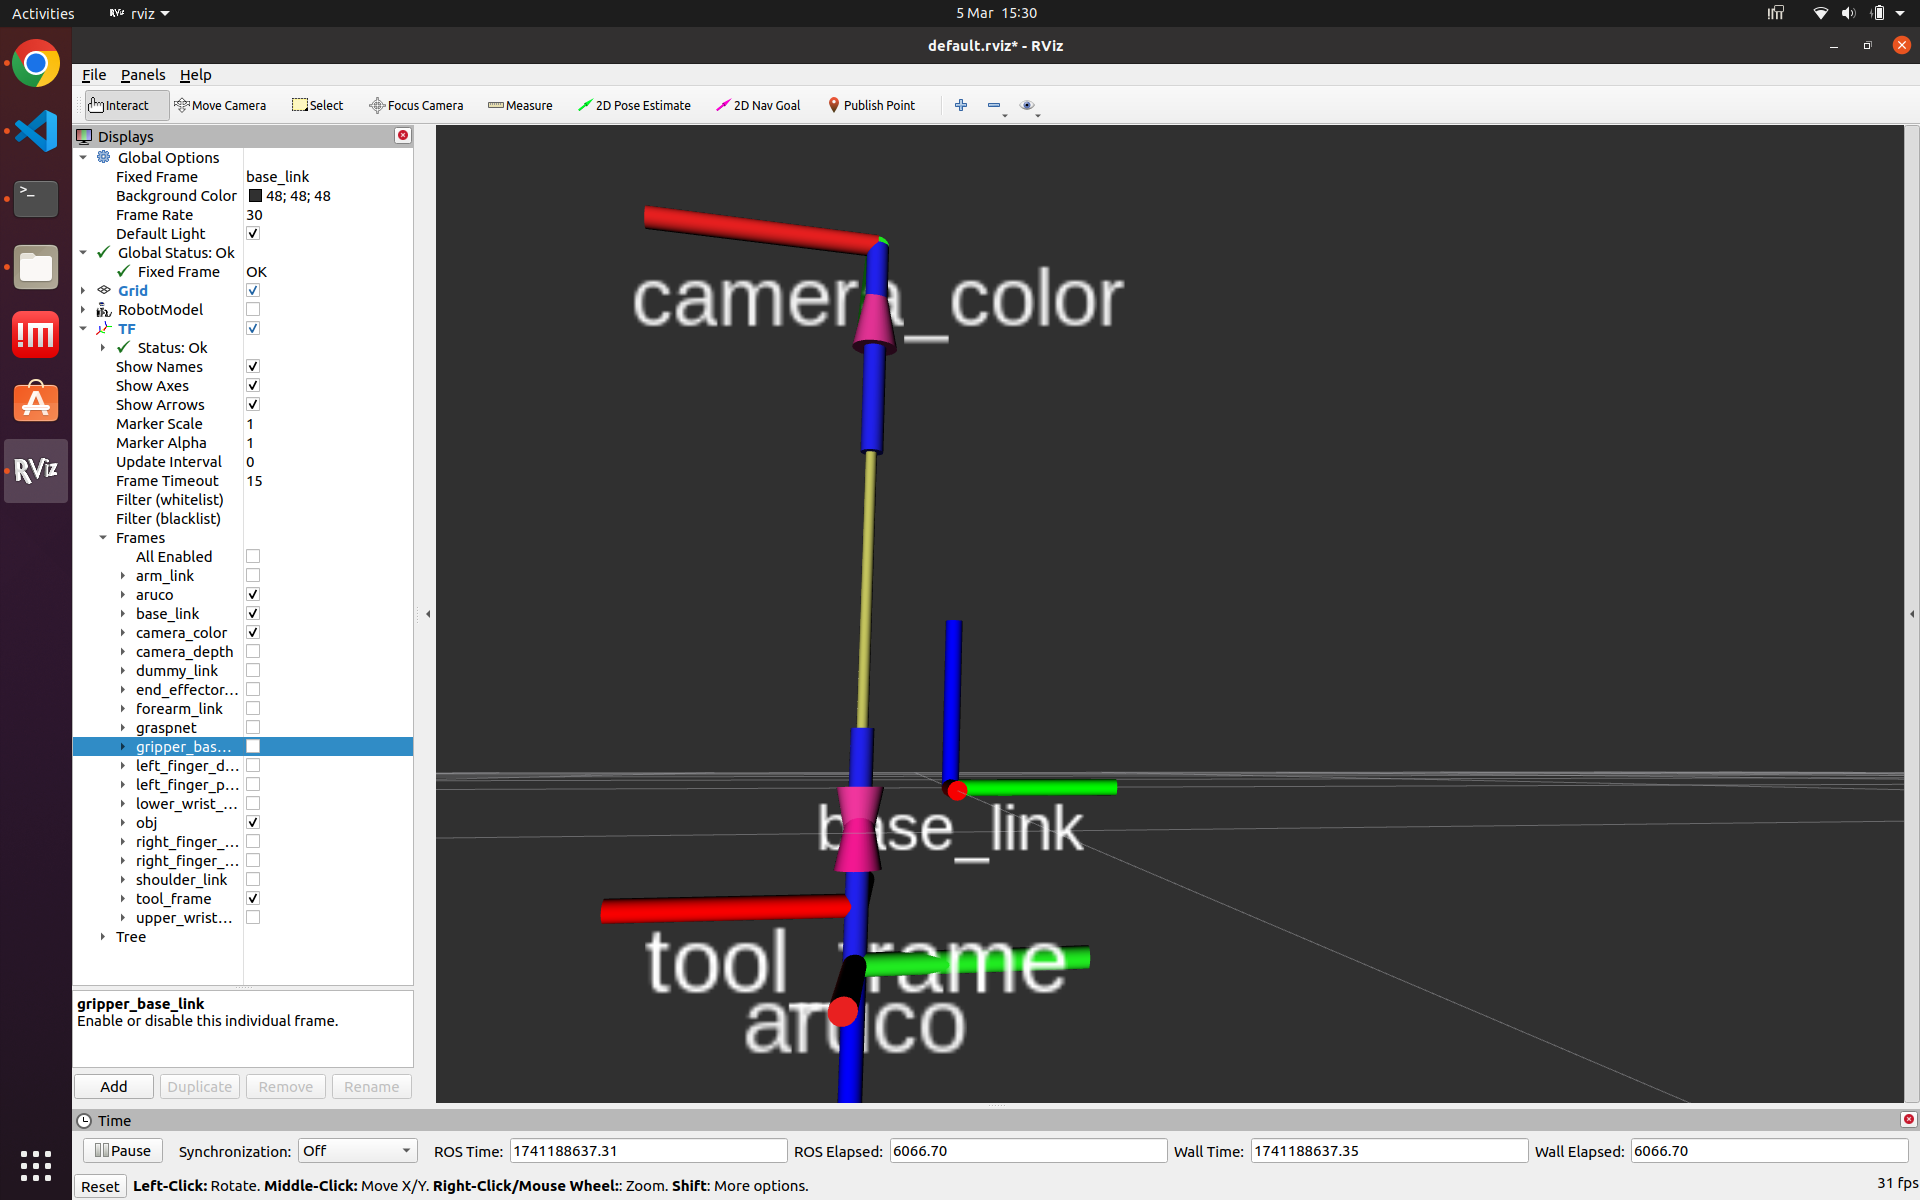 Activities
RViz rviz
5 Mar 15:30
default.rviz* - RViz
File Panels Help
Interact Move Camera Select Focus Camera Measure 2D Pose Estimate 2D Nav Goal Publish Point
Displays
Global Options
Fixed Frame base_link
Background Color 48; 48; 48
Frame Rate 30
Default Light
Global Status: Ok
Fixed Frame OK
Grid
RobotModel
TF
Status: Ok
Show Names
Show Axes
Show Arrows
Marker Scale 1
Marker Alpha 1
Update Interval 0
Frame Timeout 15
Filter (whitelist)
Filter (blacklist)
Frames
All Enabled
arm_link
aruco
base_link
camera_color
camera_depth
dummy_link
end_effector...
forearm_link
graspnet
gripper_bas...
left_finger_d...
left_finger_p...
lower_wrist_...
obj
right_finger_...
right_finger_...
shoulder_link
tool_frame
upper_wrist...
Tree
gripper_base_link
Enable or disable this individual frame.
Add Duplicate Remove Rename
camera_color
base_link
tool_frame
aruco
Time
Pause Synchronization: Off ROS Time: 1741188637.31 ROS Elapsed: 6066.70 Wall Time: 1741188637.35 Wall Elapsed: 6066.70
Reset Left-Click: Rotate. Middle-Click: Move X/Y. Right-Click/Mouse Wheel:: Zoom. Shift: More options. 31 fps